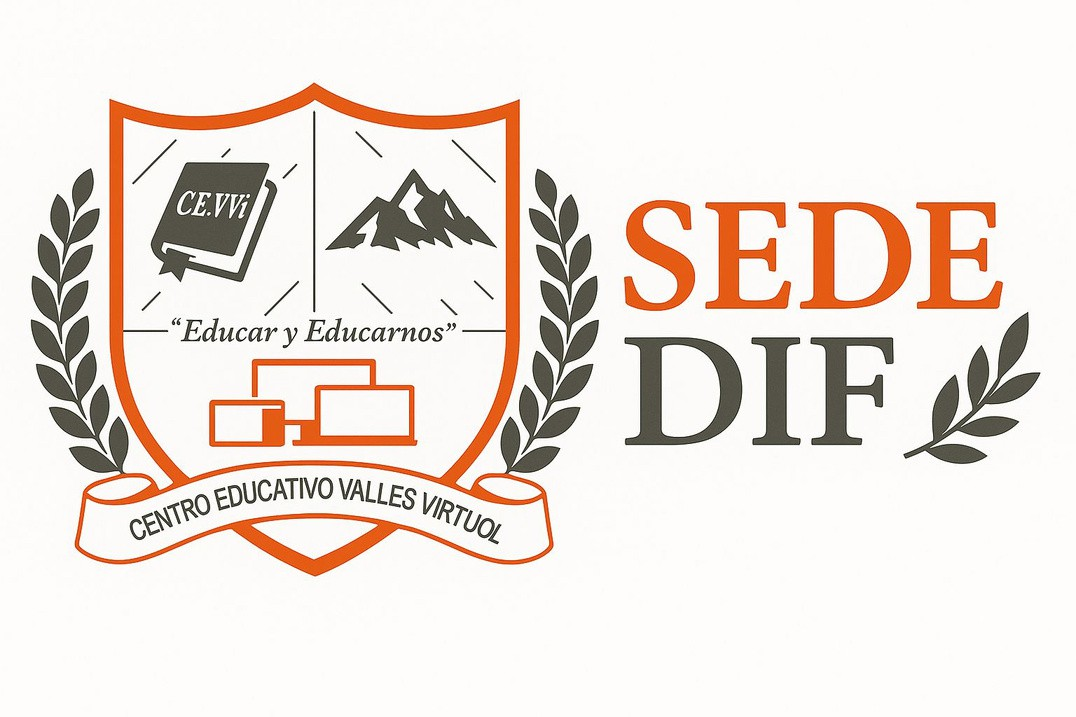 CE.VVi
“Educar y Educarnos”
CENTRO EDUCATIVO VALLES VIRTUOL
SEDE
DIF